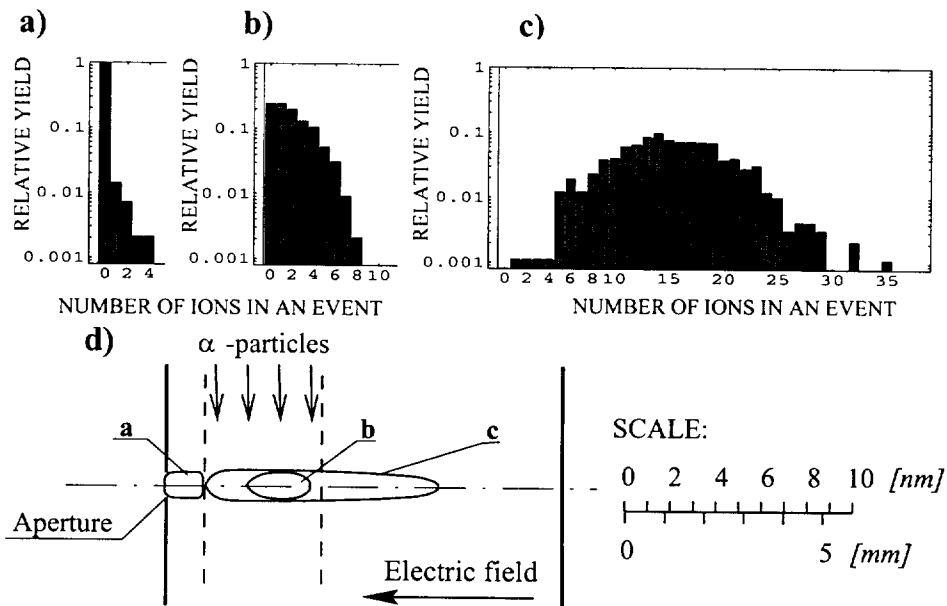 a)
b)
c)
RELATIVE YIELD
1
0.1
0.01
0.001
0 2 4
RELATIVE YIELD
1
0.1
0.01
0.001
0 2 4 6 8 10
RELATIVE YIELD
1
0.1
0.01
0.001
0 2 4 6 8 10 15 20 25 30 35
NUMBER OF IONS IN AN EVENT
NUMBER OF IONS IN AN EVENT
d)
α -particles
a
b
c
Aperture
Electric field
SCALE:
0 2 4 6 8 10 [nm]
0 5 [mm]